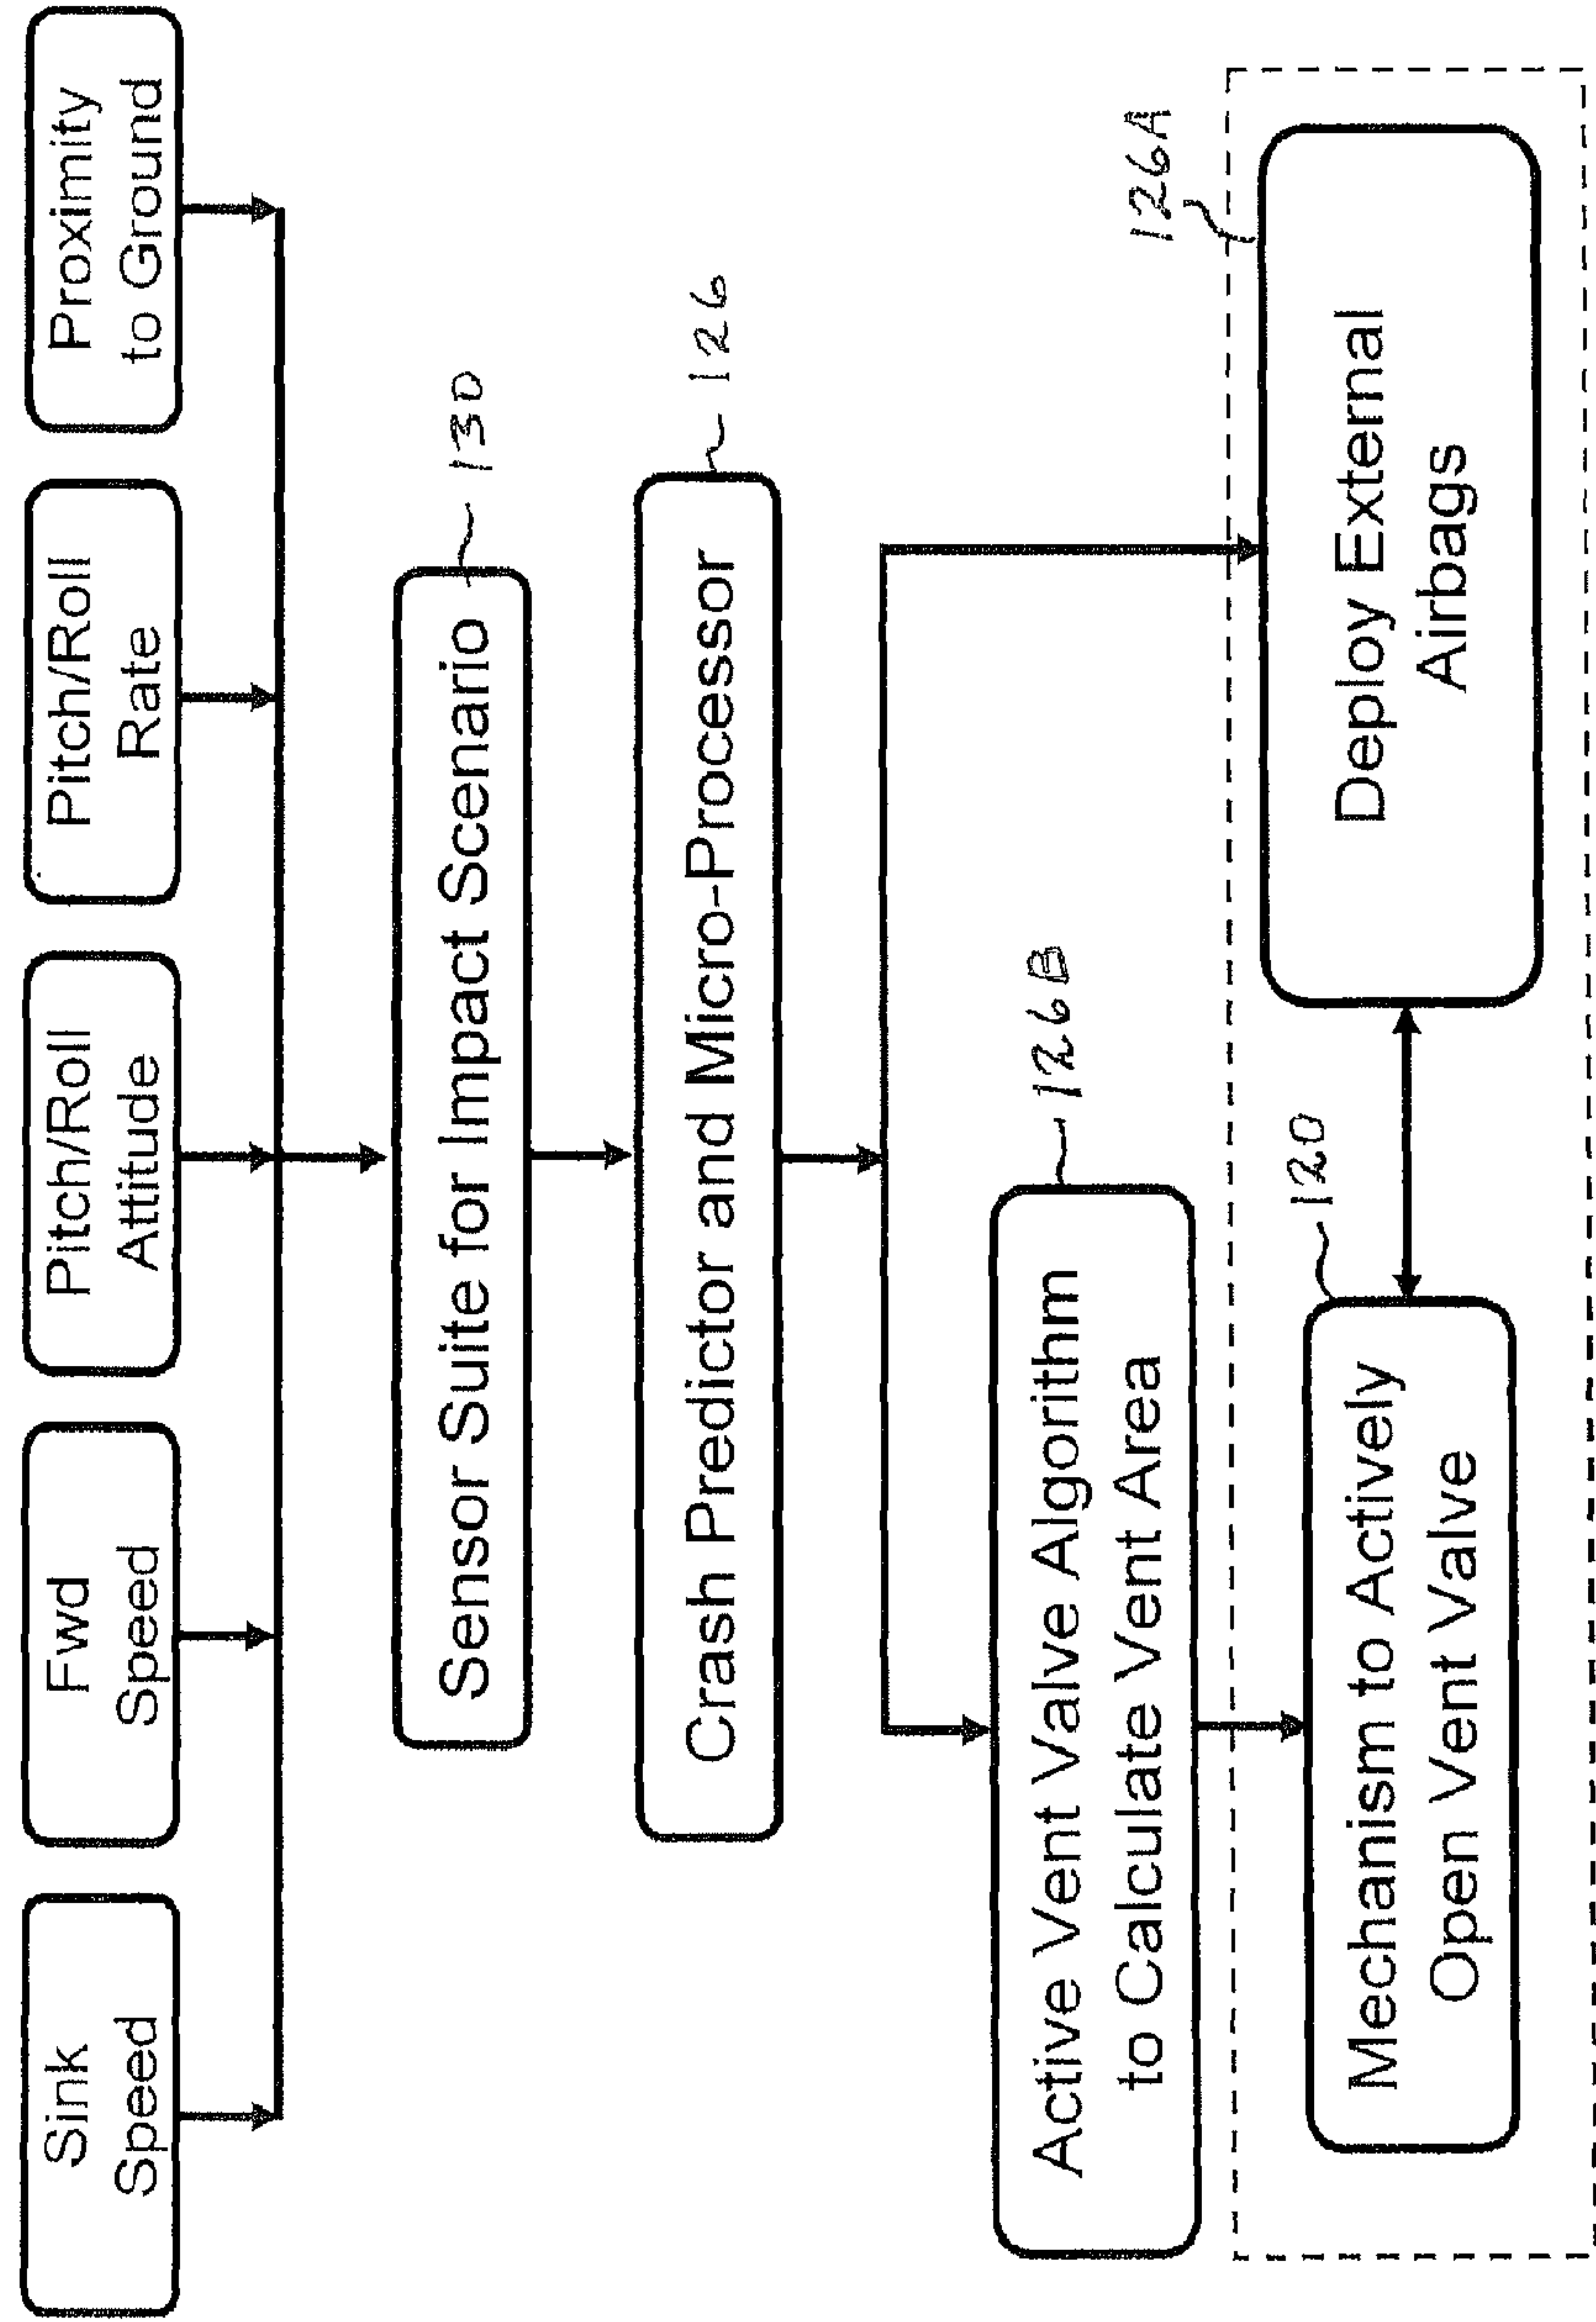 Sink
Speed
Fwd
Speed
Pitch/Roll
Attitude
Pitch/Roll
Rate
Proximity
to Ground
Sensor Suite for Impact Scenario
130
Crash Predictor and Micro-Processor
126
Active Vent Valve Algorithm
to Calculate Vent Area
126B
126A
Mechanism to Actively
Open Vent Valve
120
Deploy External
Airbags